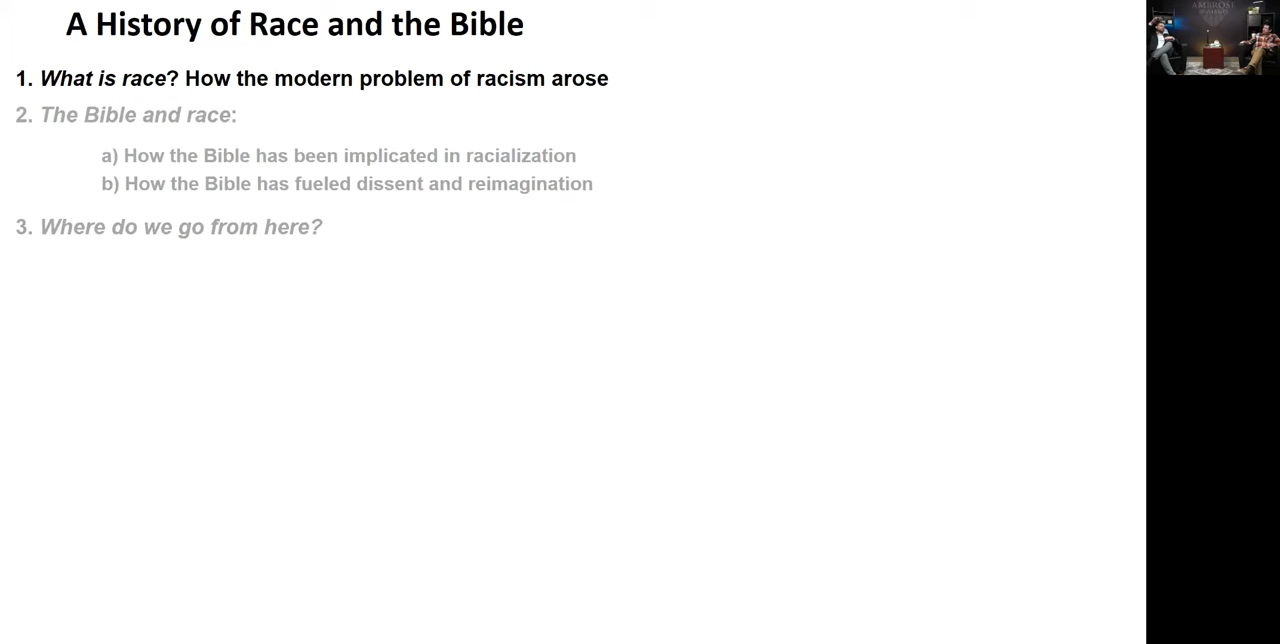 A History of Race and the Bible
1. What is race? How the modern problem of racism arose
2. The Bible and race:
a) How the Bible has been implicated in racialization
b) How the Bible has fueled dissent and reimagination
3. Where do we go from here?
AMBROSE